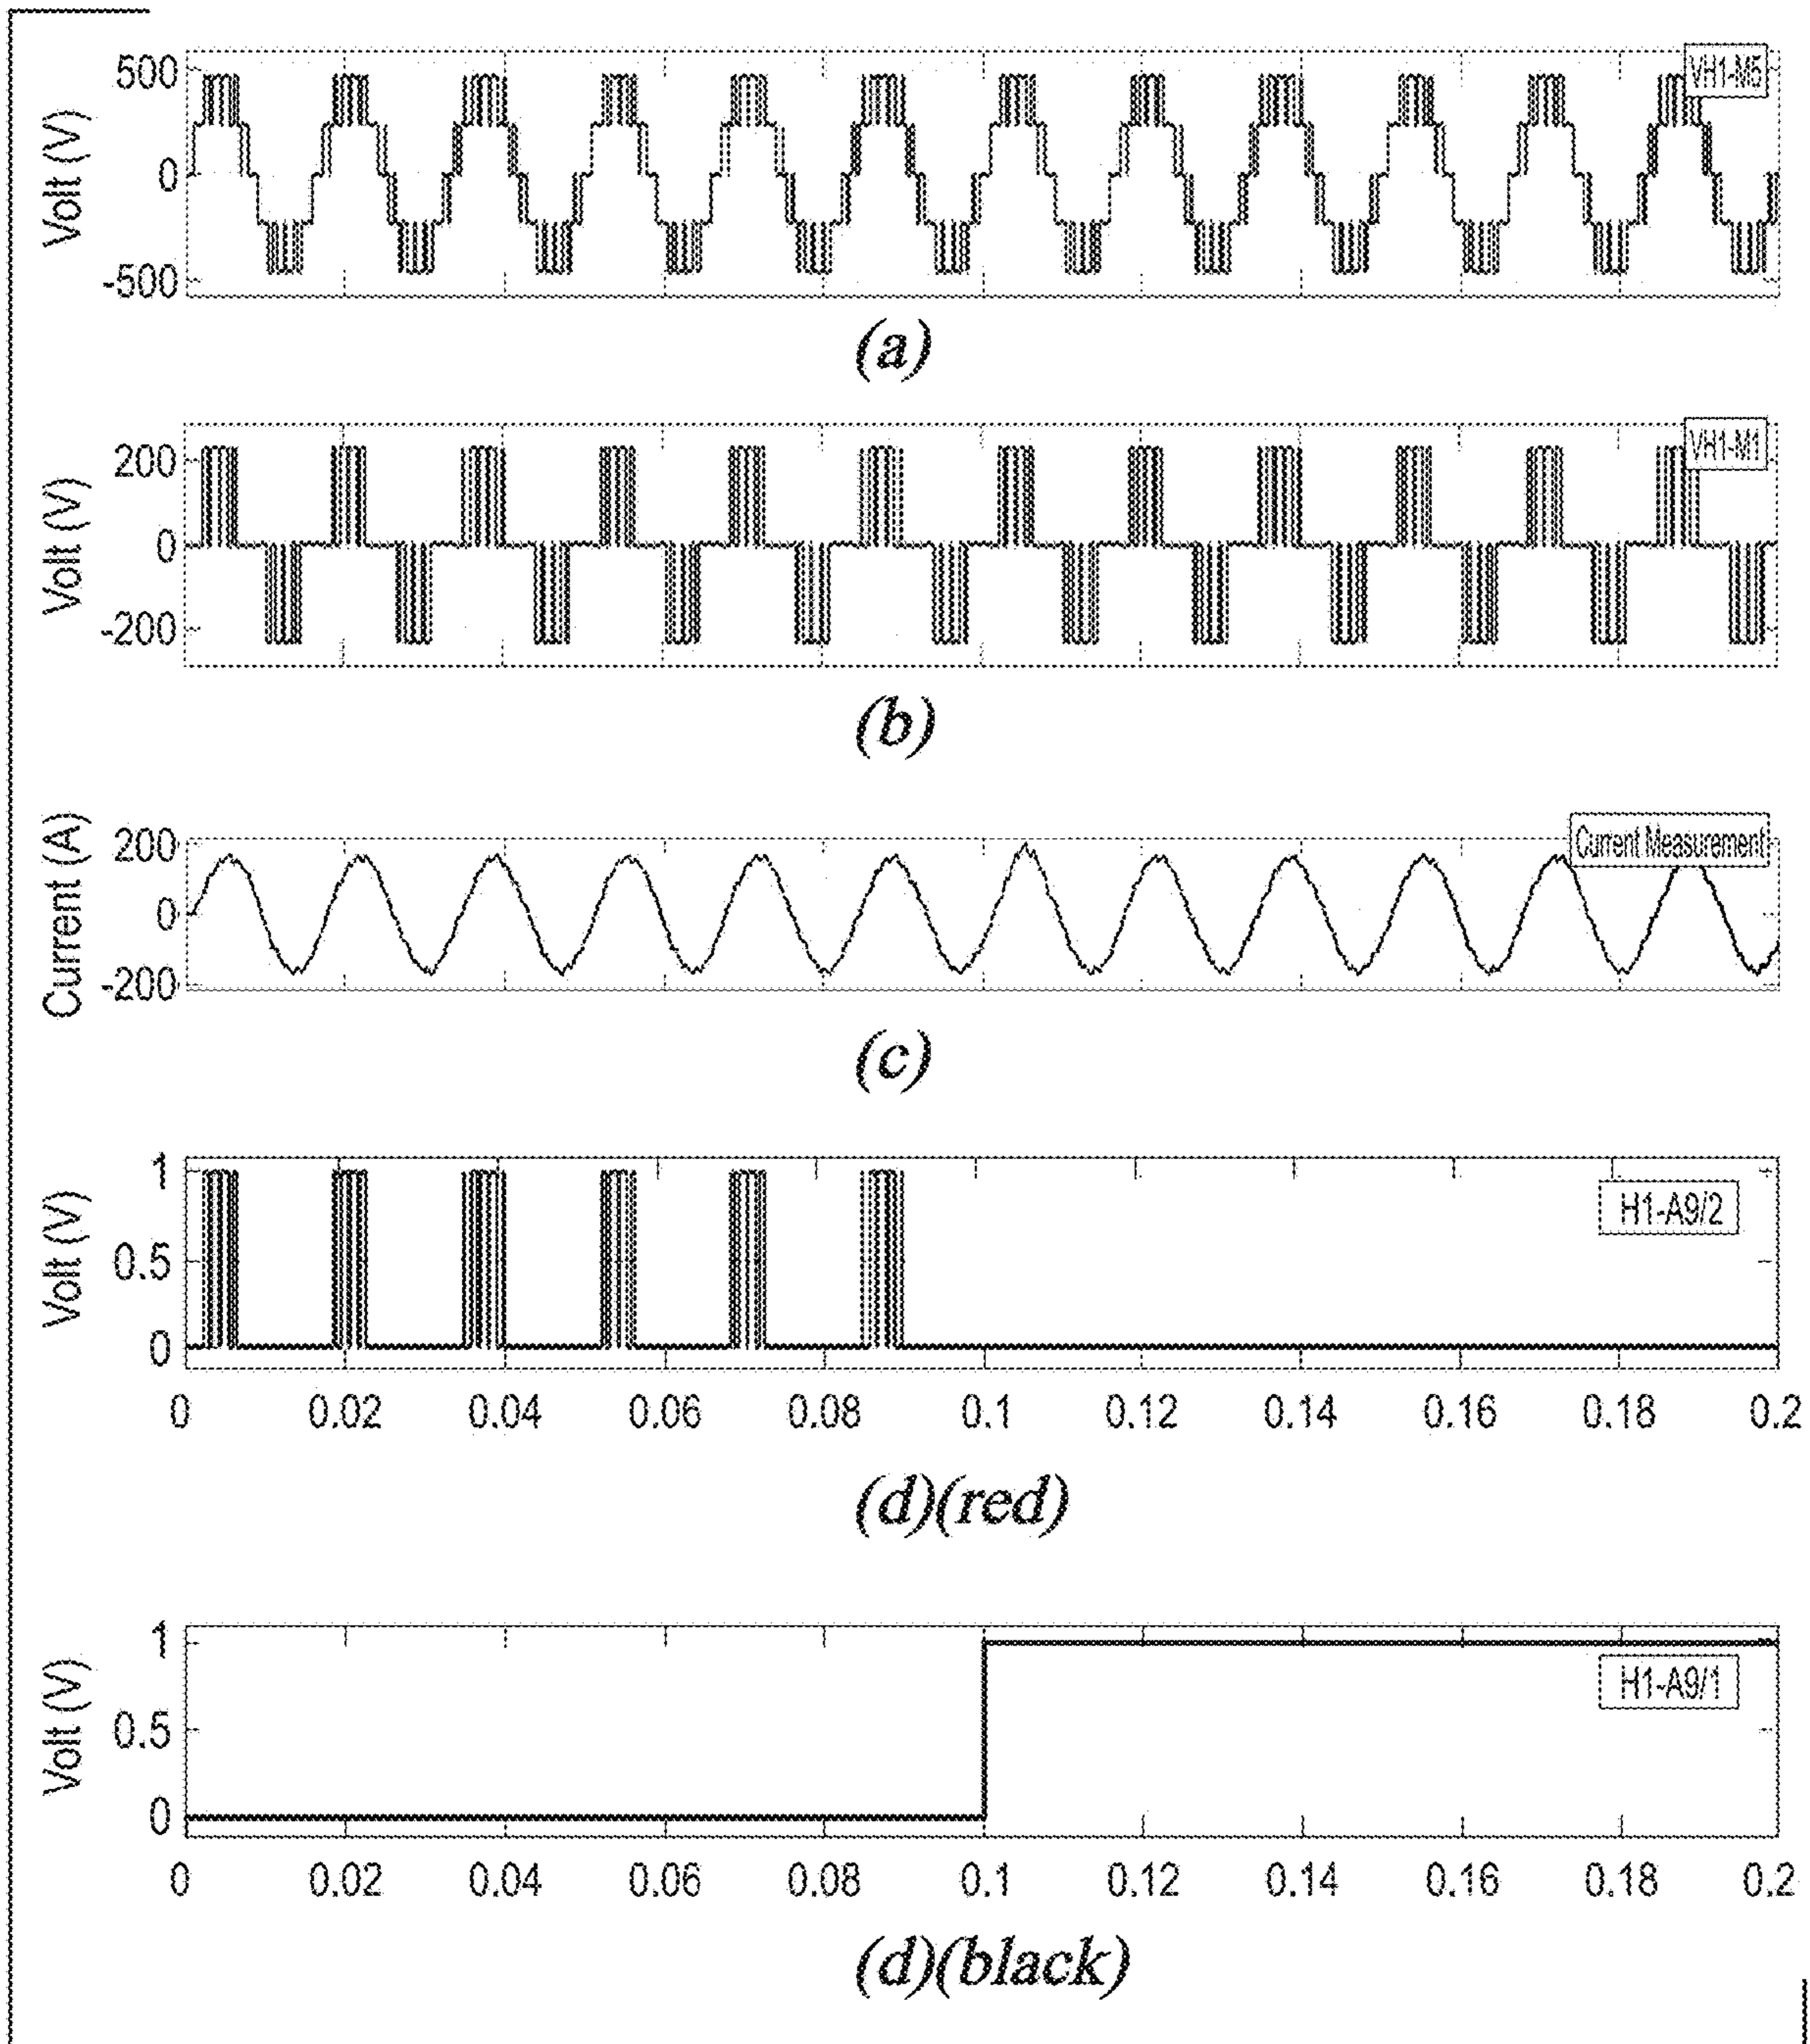 Volt (V)
500
0
-500
VH1-M5
(a)
Volt (V)
200
0
-200
VH1-M1
(b)
Current (A)
200
0
-200
Current Measurement
(c)
Volt (V)
1
0.5
0
H1-A9/2
0 0.02 0.04 0.06 0.08 0.1 0.12 0.14 0.16 0.18 0.2
(d)(red)
Volt (V)
1
0.5
0
H1-A9/1
0 0.02 0.04 0.06 0.08 0.1 0.12 0.14 0.16 0.18 0.2
(d)(black)